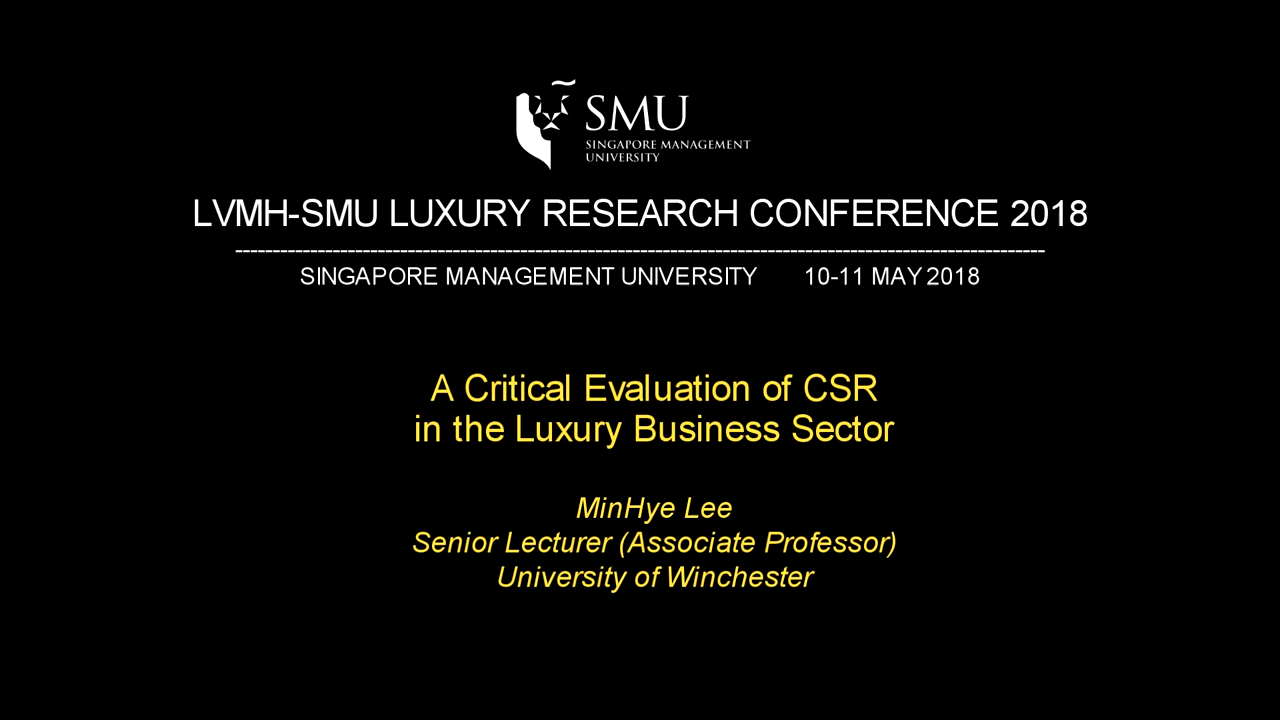 SMU
SINGAPORE MANAGEMENT
UNIVERSITY
LVMH-SMU LUXURY RESEARCH CONFERENCE 2018
SINGAPORE MANAGEMENT UNIVERSITY 10-11 MAY 2018
A Critical Evaluation of CSR
in the Luxury Business Sector
MinHye Lee
Senior Lecturer (Associate Professor)
University of Winchester